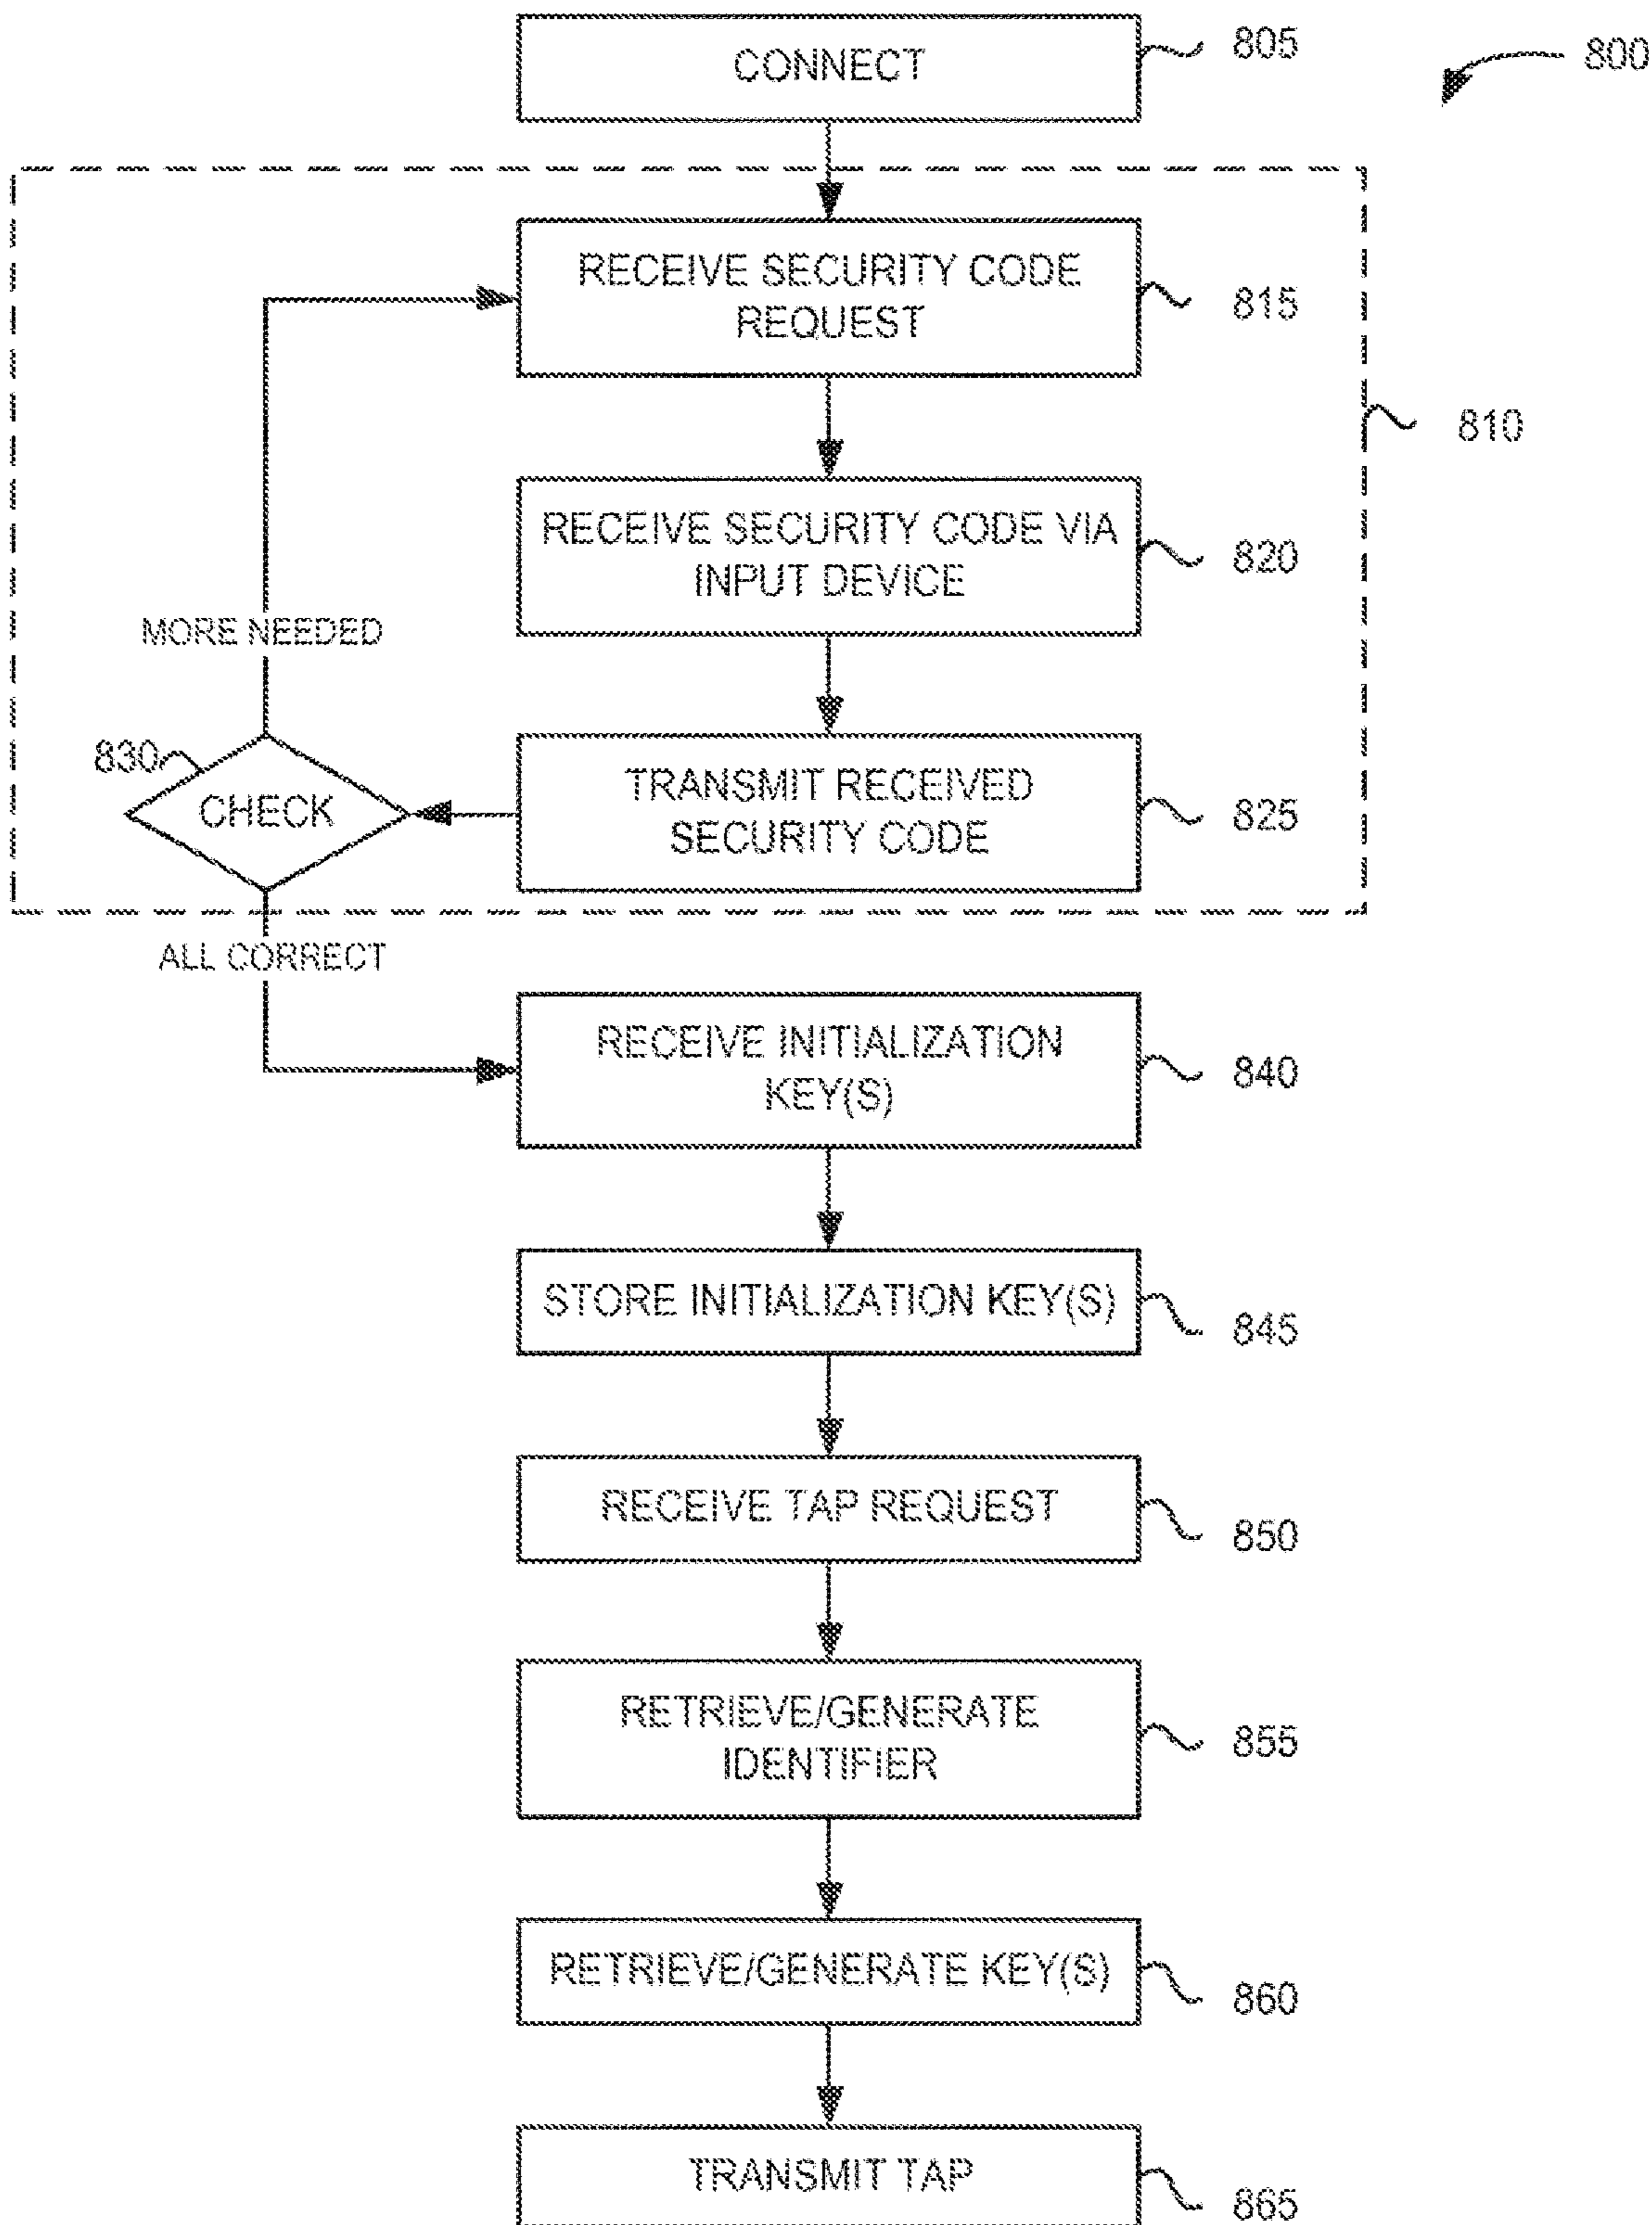 CONNECT
805
800
RECEIVE SECURITY CODE
REQUEST
815
810
RECEIVE SECURITY CODE VIA
INPUT DEVICE
820
MORE NEEDED
830
CHECK
TRANSMIT RECEIVED
SECURITY CODE
825
ALL CORRECT
RECEIVE INITIALIZATION
KEY(S)
840
STORE INITIALIZATION KEY(S)
845
RECEIVE TAP REQUEST
850
RETRIEVE/GENERATE
IDENTIFIER
855
RETRIEVE/GENERATE KEY(S)
860
TRANSMIT TAP
865